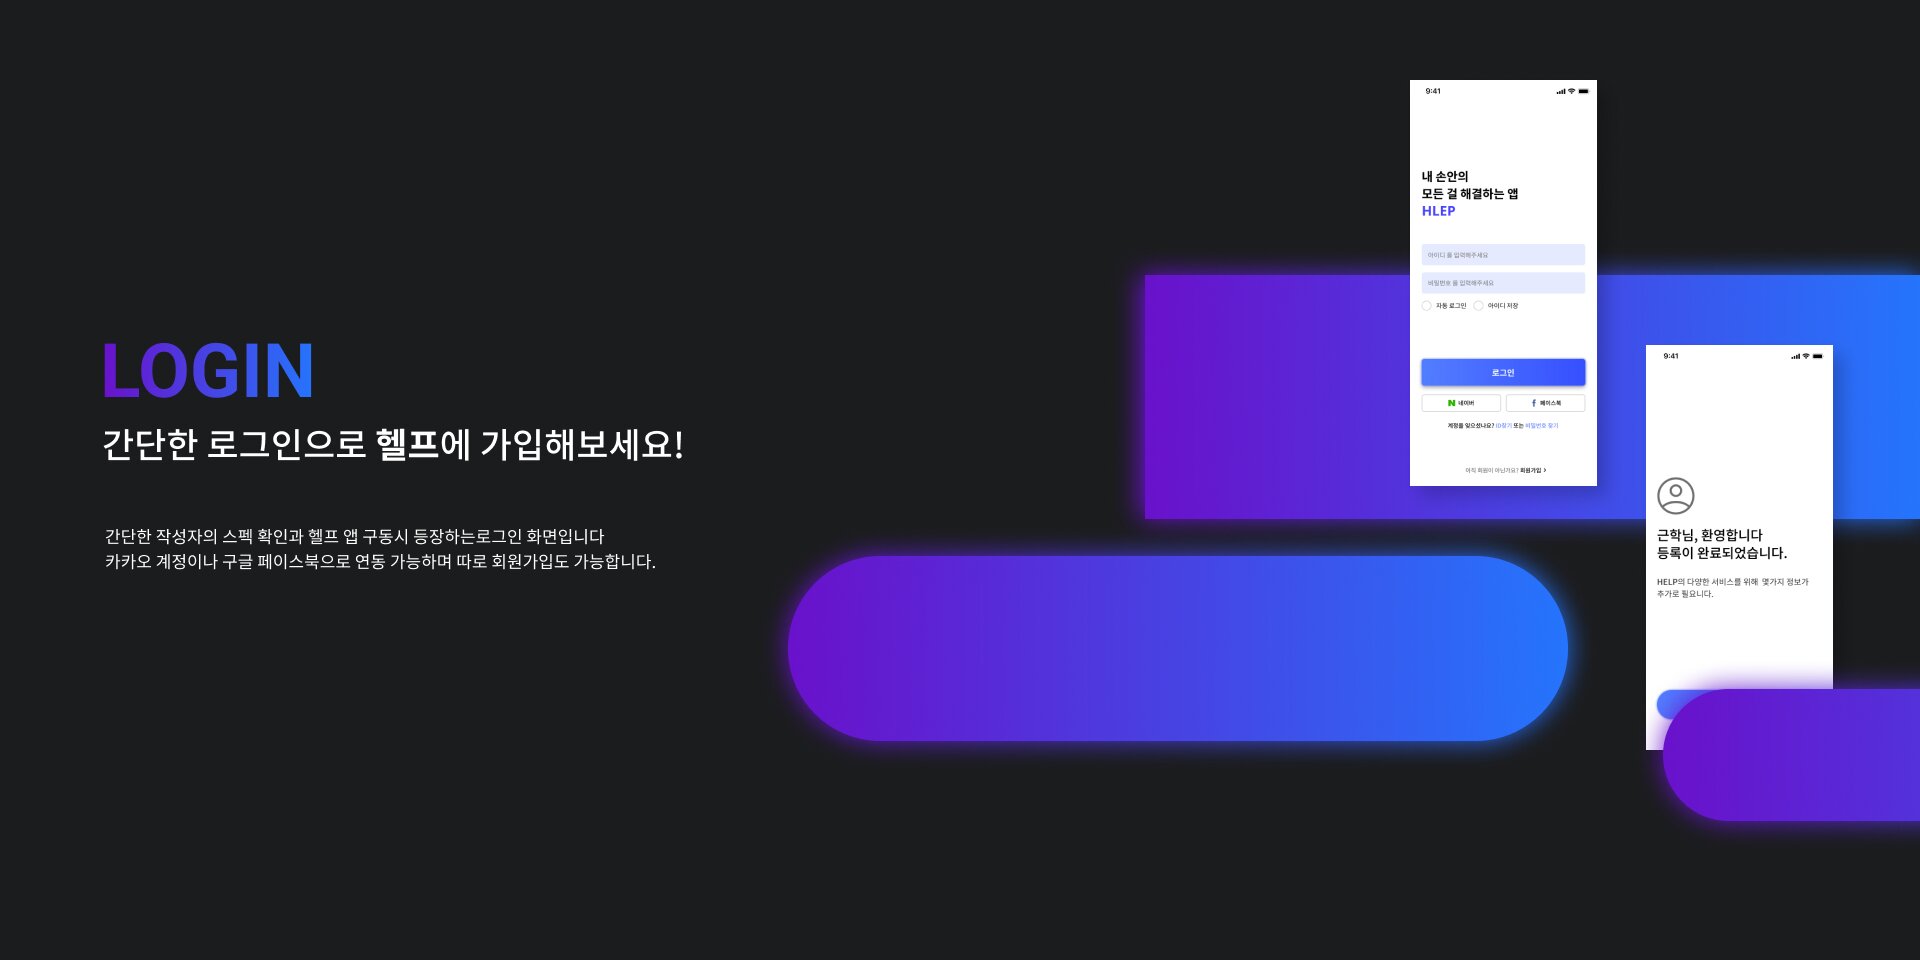 LOGIN
간단한 로그인으로 헬프에 가입해보세요!
간단한 작성자의 스펙 확인과 헬프 앱 구동시 등장하는로그인 화면입니다
카카오 계정이나 구글 페이스북으로 연동 가능하며 따로 회원가입도 가능합니다.
9:41
내 손안의
모든 걸 해결하는 앱
HLEP
아이디 를 입력해주세요
비밀번호 를 입력해주세요
자동 로그인 아이디 저장
로그인
네이버 페이스북
계정을 잊으셨나요? ID찾기 또는 비밀번호 찾기
아직 회원이 아닌가요? 회원가입 >
9:41
근학님, 환영합니다
등록이 완료되었습니다.
HELP의 다양한 서비스를 위해 몇가지 정보가
추가로 필요니다.